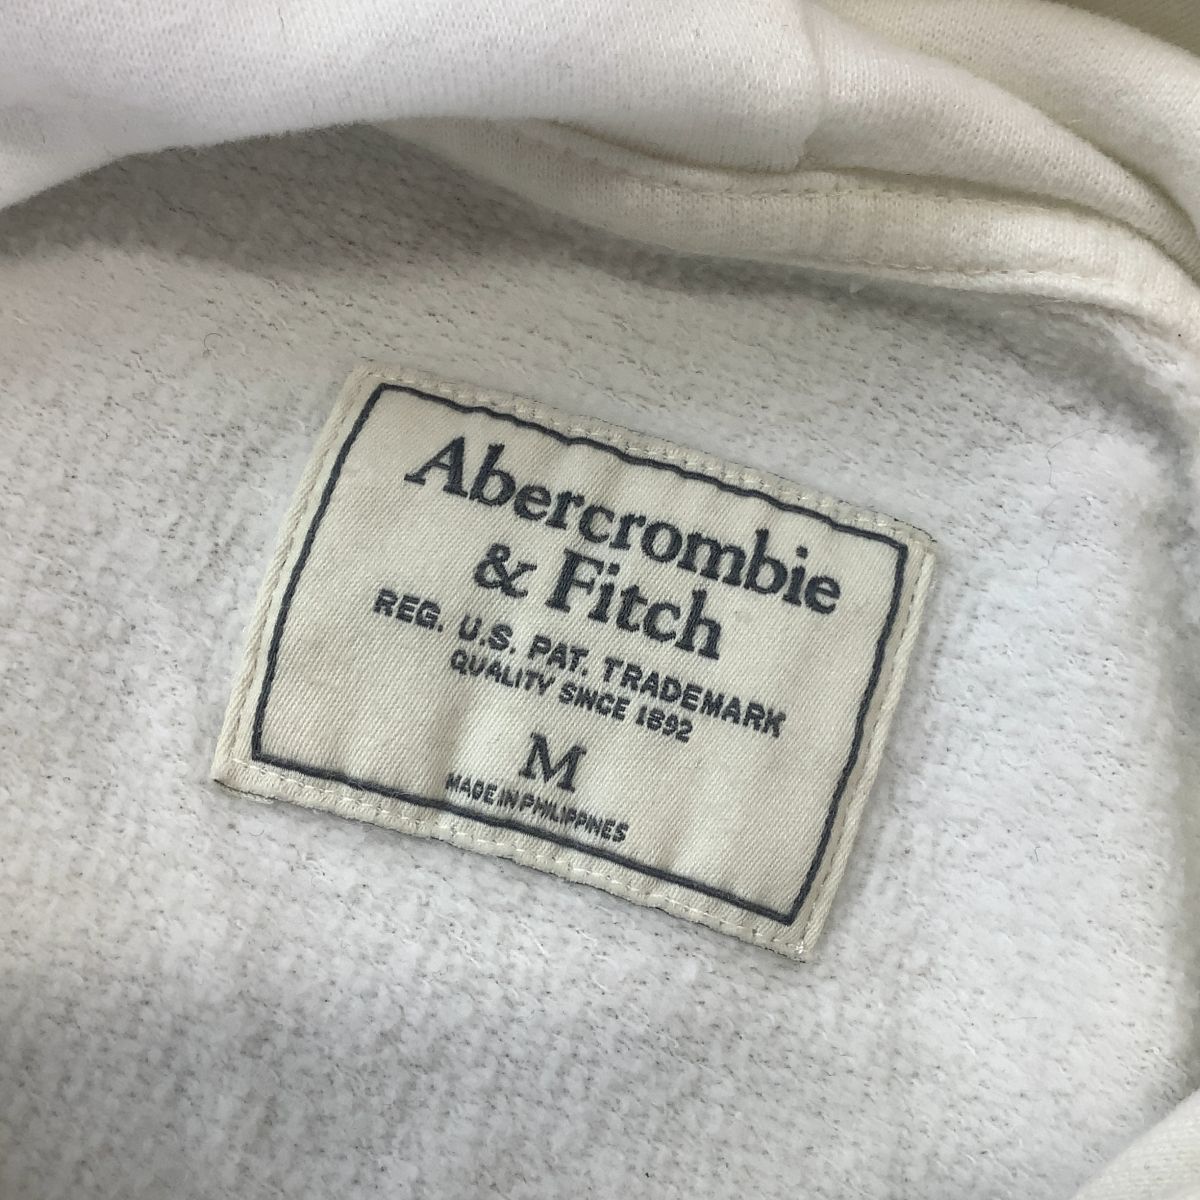 Abercrombie
& Fitch
REG. U.S. PAT. TRADEMARK
QUALITY SINCE 1892
M
MADE IN PHILIPPINES